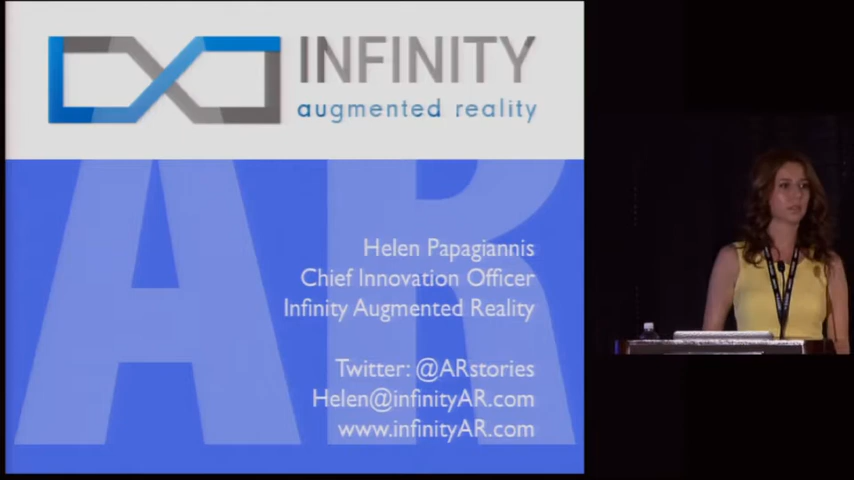 INFINITY
augmented reality
AR
Helen Papagiannis
Chief Innovation Officer
Infinity Augmented Reality
Twitter: @ARstories
Helen@infinityAR.com
www.infinityAR.com